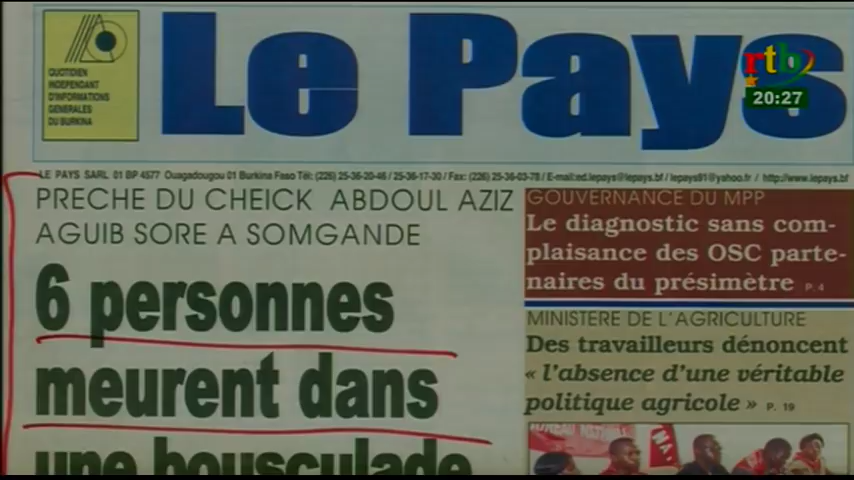 QUOTIDIEN
INDEPENDANT
D'INFORMATIONS
GENERALES
DU BURKINA
Le Pays
rtb
20:27
LE PAYS SARL 01 BP 4577 Ouagadougou 01 Burkina Faso Tél: (226) 25-36-20-46 / 25-36-17-30 / Fax: (226) 25-36-03-78 / E-mail:ed.lepays@lepays.bf / lepays91@yahoo.fr / http://www.lepays.bf
PRECHE DU CHEICK ABDOUL AZIZ
AGUIB SORE A SOMGANDE
6 personnes
meurent dans
une bousculade
GOUVERNANCE DU MPP
Le diagnostic sans com-
plaisance des OSC parte-
naires du présimètre P.4
MINISTERE DE L'AGRICULTURE
Des travailleurs dénoncent
« l'absence d'une véritable
politique agricole » P. 19